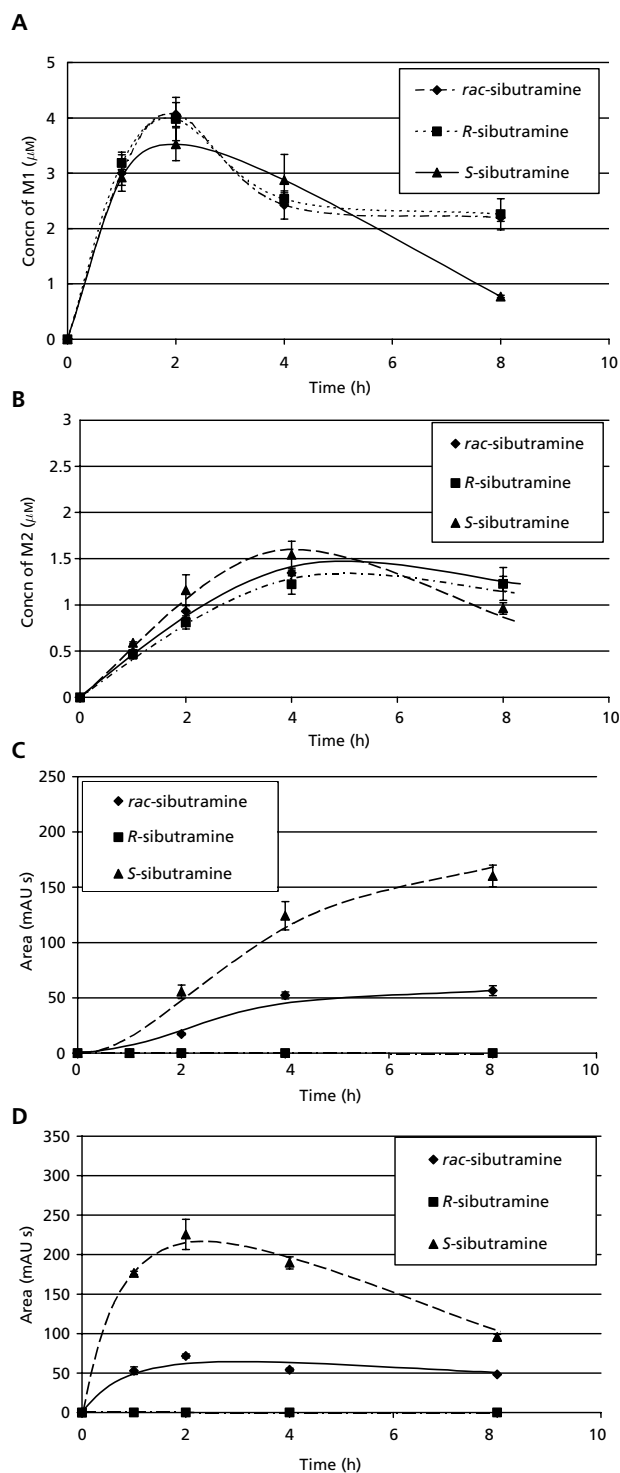 A
Concn of M1 (μM)
5
4
3
2
1
0
0 2 4 6 8 10
Time (h)
rac-sibutramine
R-sibutramine
S-sibutramine
B
Concn of M2 (μM)
3
2.5
2
1.5
1
0.5
0
0 2 4 6 8 10
Time (h)
rac-sibutramine
R-sibutramine
S-sibutramine
C
Area (mAU s)
250
200
150
100
50
0
0 2 4 6 8 10
Time (h)
rac-sibutramine
R-sibutramine
S-sibutramine
D
Area (mAU s)
350
300
250
200
150
100
50
0
0 2 4 6 8 10
Time (h)
rac-sibutramine
R-sibutramine
S-sibutramine